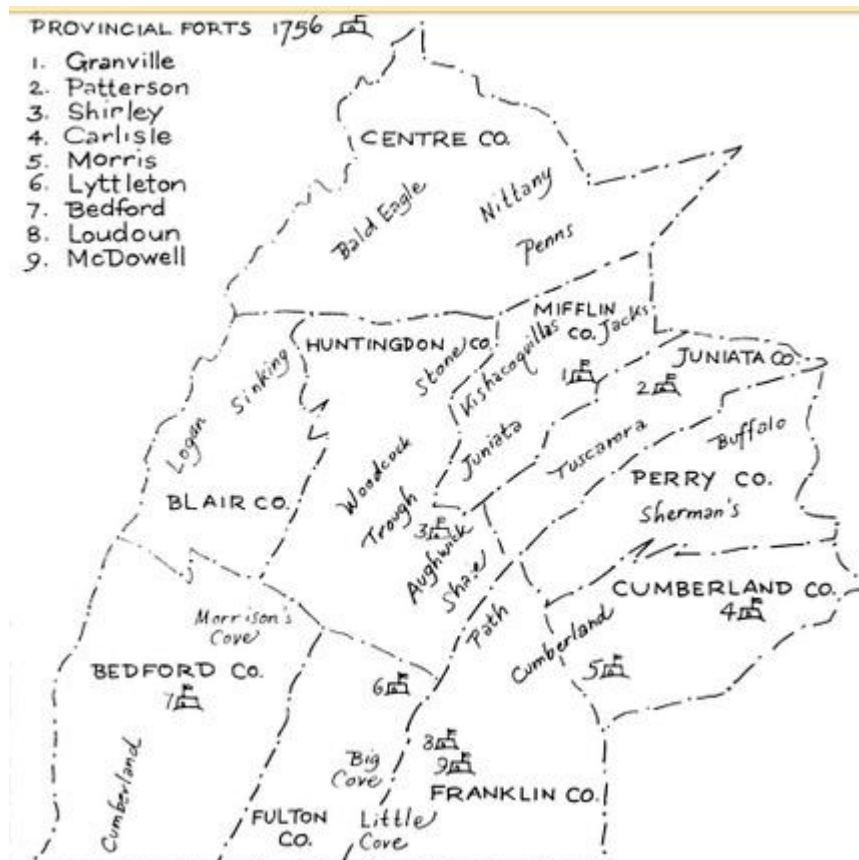 PROVINCIAL FORTS 1756
1. Granville
2. Patterson
3. Shirley
4. Carlisle
5. Morris
6. Lyttleton
7. Bedford
8. Loudoun
9. McDowell
CENTRE CO.
Bald Eagle
Nittany
Penns
MIFFLIN
CO.
Jacks
HUNTINGDON CO.
Stone
Kishacoquillas
JUNIATA CO.
Sinking
Logan
1
2
Juniata
Tuscarora
Buffalo
BLAIR CO.
Woodcock
Trough
PERRY CO.
Sherman's
3
Aughwick
Shade
Path
CUMBERLAND CO.
4
Cumberland
5
Morrison's
Cove
BEDFORD CO.
7
6
8
9
Big
Cove
FRANKLIN CO.
Cumberland
FULTON
CO.
Little
Cove